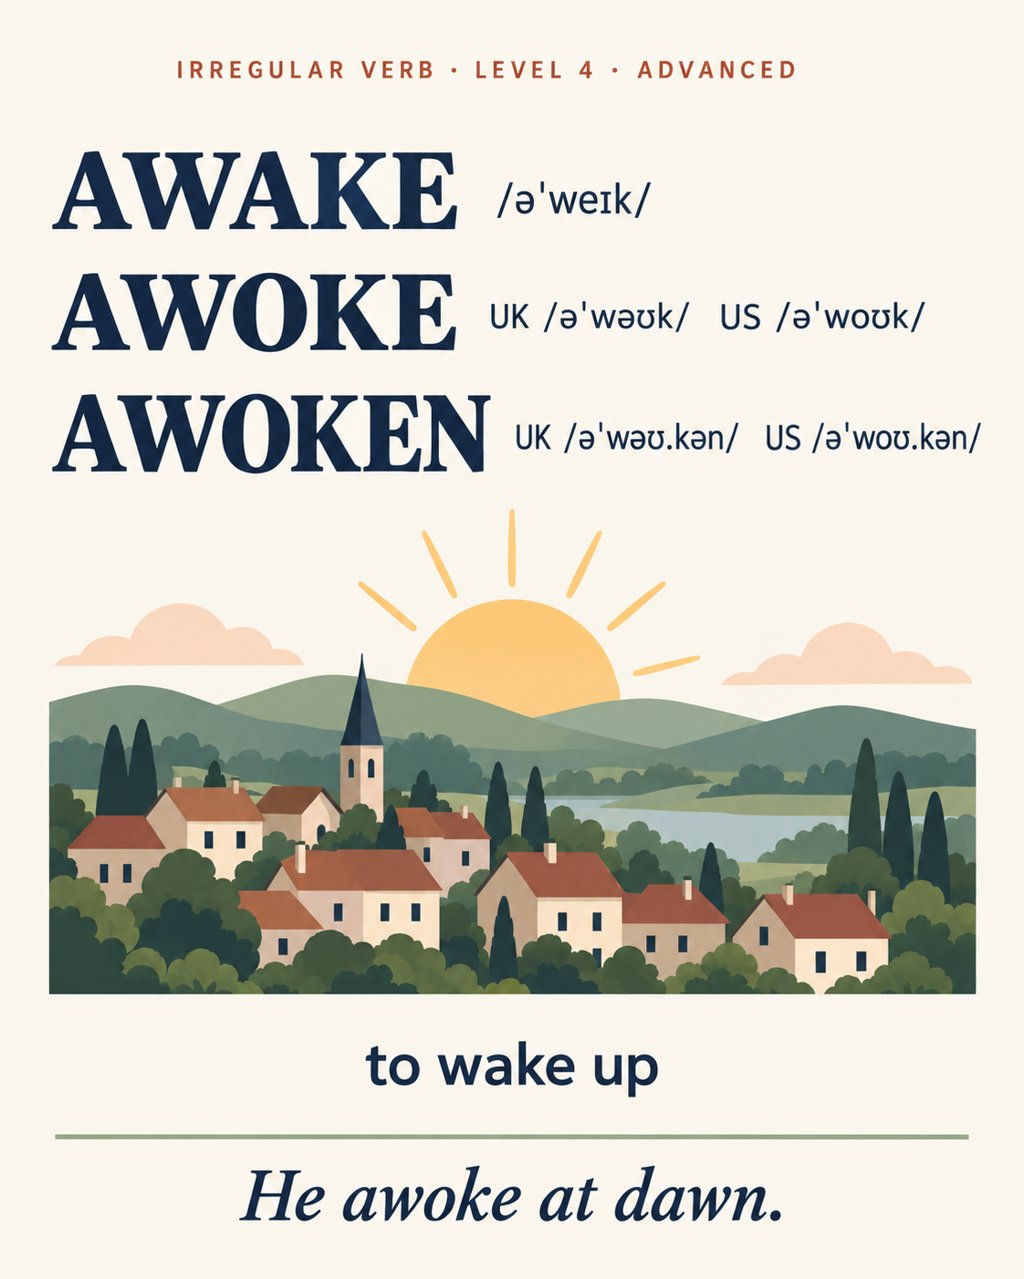 IRREGULAR VERB · LEVEL 4 · ADVANCED
AWAKE /əˈweɪk/
AWOKE UK /əˈwəʊk/ US /əˈwoʊk/
AWOKEN UK /əˈwəʊ.kən/ US /əˈwoʊ.kən/
to wake up
He awoke at dawn.